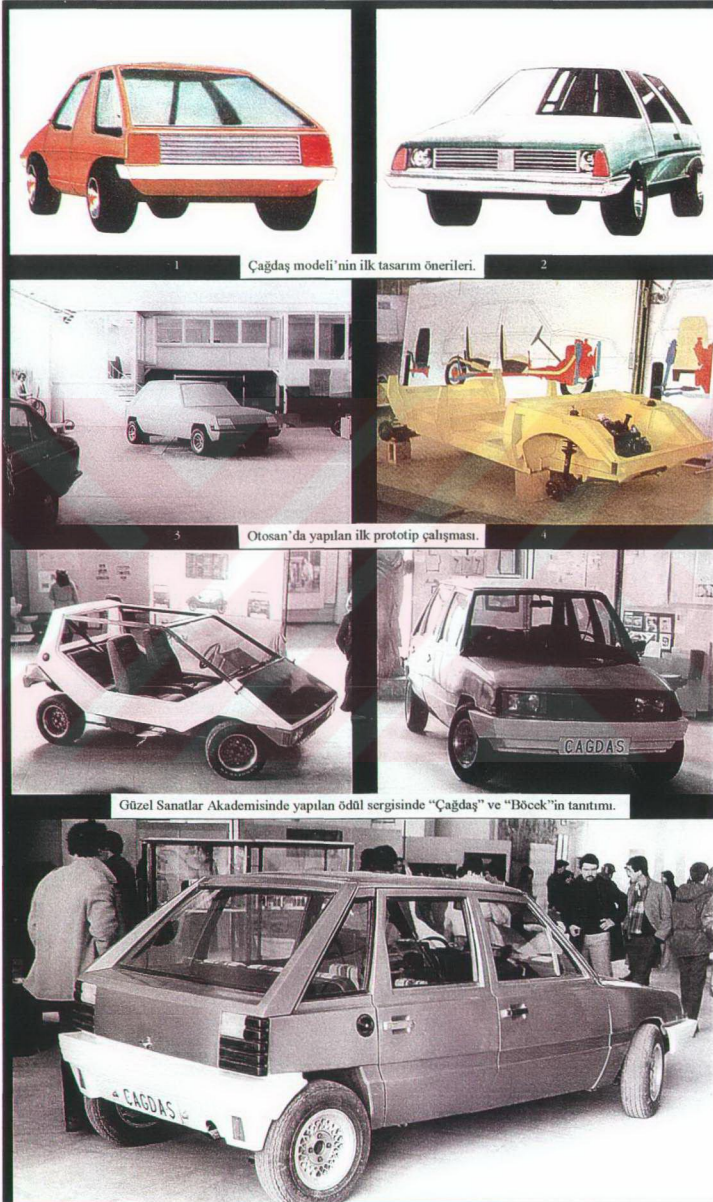 1
Çağdaş modeli'nin ilk tasarım önerileri.
2
3
Otosan'da yapılan ilk prototip çalışması.
4
CAGDAS
Güzel Sanatlar Akademisinde yapılan ödül sergisinde “Çağdaş” ve “Böcek”in tanıtımı.
CAGDAS